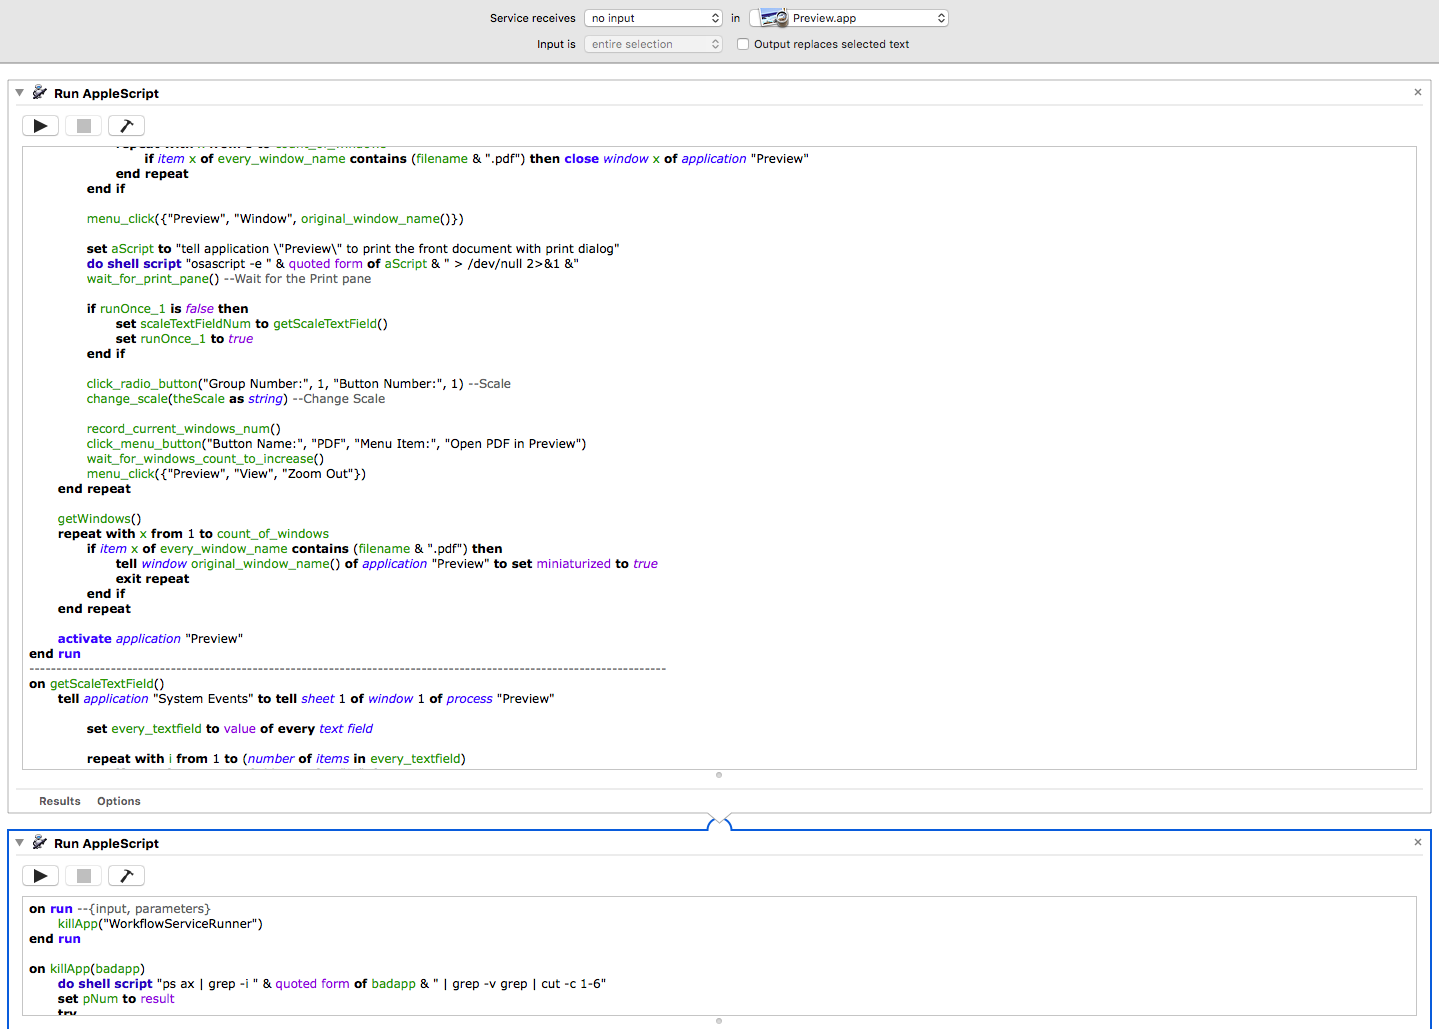 Service receives no input in Preview.app
Input is entire selection Output replaces selected text
Run AppleScript
if item x of every_window_name contains (filename & ".pdf") then close window x of application "Preview"
end repeat
end if
menu_click({"Preview", "Window", original_window_name()})
set aScript to "tell application \"Preview\" to print the front document with print dialog"
do shell script "osascript -e " & quoted form of aScript & " > /dev/null 2>&1 &"
wait_for_print_pane() --Wait for the Print pane
if runOnce_1 is false then
set scaleTextFieldNum to getScaleTextField()
set runOnce_1 to true
end if
click_radio_button("Group Number:", 1, "Button Number:", 1) --Scale
change_scale(theScale as string) --Change Scale
record_current_windows_num()
click_menu_button("Button Name:", "PDF", "Menu Item:", "Open PDF in Preview")
wait_for_windows_count_to_increase()
menu_click({"Preview", "View", "Zoom Out"})
end repeat
getWindows()
repeat with x from 1 to count_of_windows
if item x of every_window_name contains (filename & ".pdf") then
tell window original_window_name() of application "Preview" to set miniaturized to true
exit repeat
end if
end repeat
activate application "Preview"
end run
on getScaleTextField()
tell application "System Events" to tell sheet 1 of window 1 of process "Preview"
set every_textfield to value of every text field
repeat with i from 1 to (number of items in every_textfield)
Results Options
Run AppleScript
on run --{input, parameters}
killApp("WorkflowServiceRunner")
end run
on killApp(badapp)
do shell script "ps ax | grep -i " & quoted form of badapp & " | grep -v grep | cut -c 1-6"
set pNum to result
try